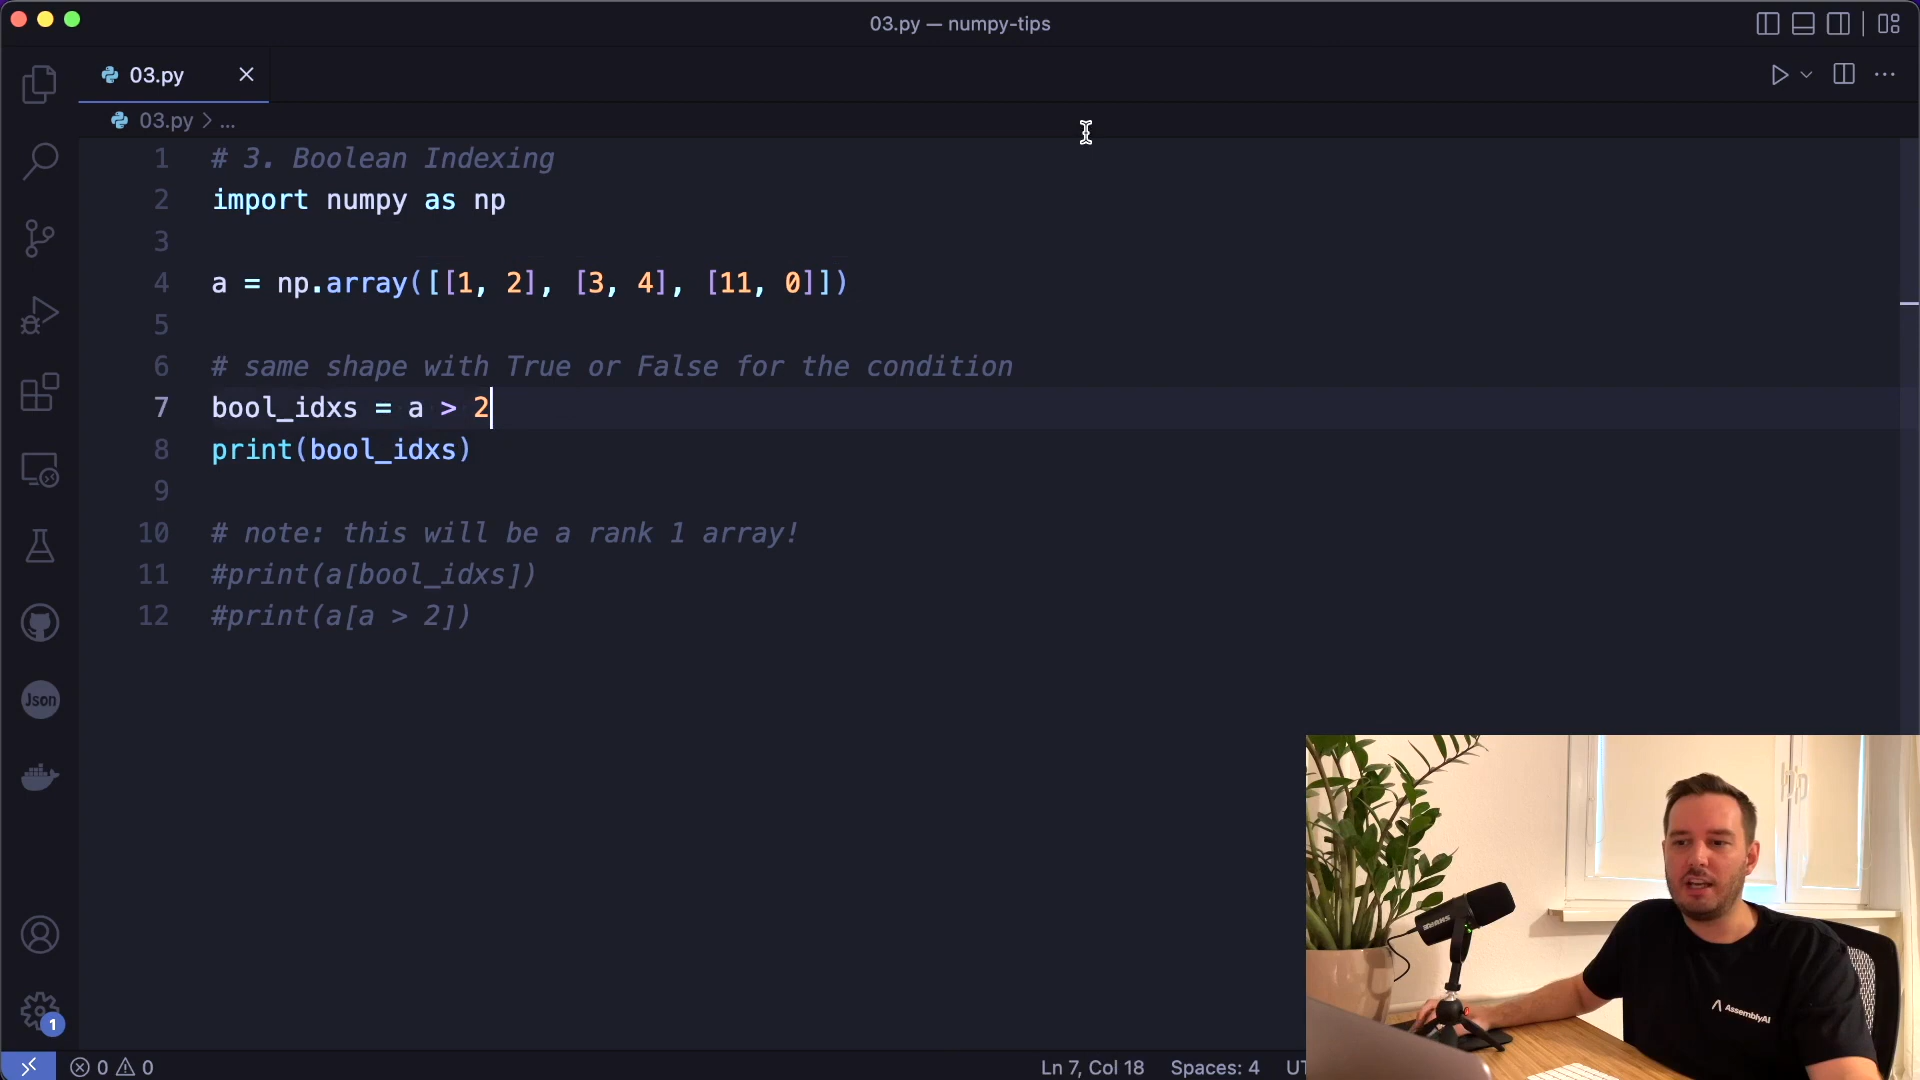 03.py — numpy-tips
03.py
03.py > ...
1 # 3. Boolean Indexing
2 import numpy as np
3
4 a = np.array([[1, 2], [3, 4], [11, 0]])
5
6 # same shape with True or False for the condition
7 bool_idxs = a > 2
8 print(bool_idxs)
9
10 # note: this will be a rank 1 array!
11 #print(a[bool_idxs])
12 #print(a[a > 2])
Json
SHURE
AssemblyAI
1
0 0
Ln 7, Col 18 Spaces: 4 UT